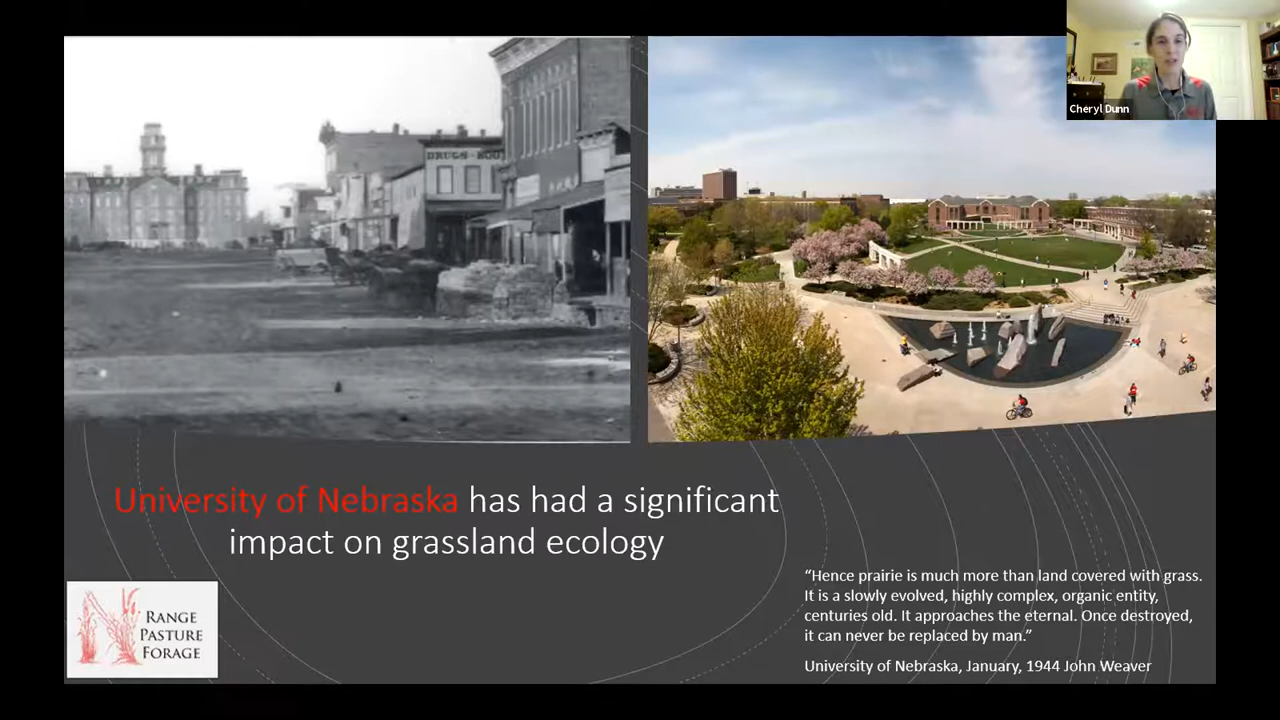 Cheryl Dunn
DRUGS
University of Nebraska has had a significant
impact on grassland ecology
RANGE
PASTURE
FORAGE
“Hence prairie is much more than land covered with grass.
It is a slowly evolved, highly complex, organic entity,
centuries old. It approaches the eternal. Once destroyed,
it can never be replaced by man.”
University of Nebraska, January, 1944 John Weaver